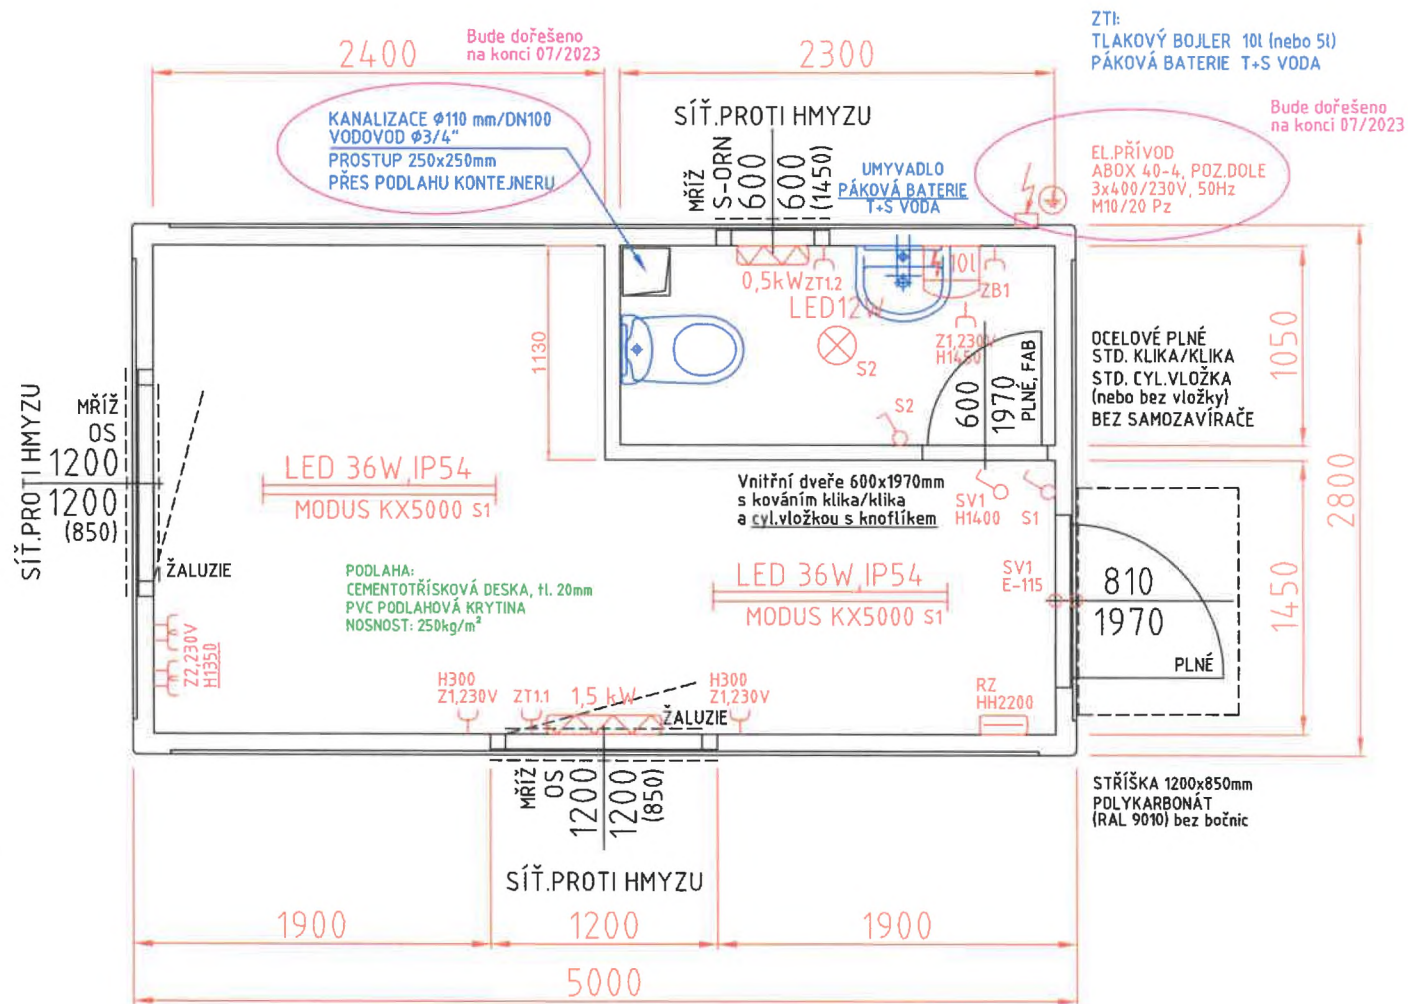 ZTI:
TLAKOVÝ BOJLER 10l (nebo 5l)
PÁKOVÁ BATERIE T+S VODA
Bude dořešeno
na konci 07/2023
2400
2300
Bude dořešeno
na konci 07/2023
KANALIZACE Φ110 mm/DN100
VODOVOD Φ3/4"
PROSTUP 250x250mm
PŘES PODLAHU KONTEJNERU
SÍŤ.PROTI HMYZU
MŘÍŽ
S-ORN
600
600
(1450)
UMYVADLO
PÁKOVÁ BATERIE
T+S VODA
EL.PŘÍVOD
ABOX 40-4, POZ.DOLE
3x400/230V, 50Hz
M10/20 Pz
0,5kW
ZT1.2
10l
ZB1
LED12W
S2
Z1,230V
H1450
1130
S2
600
1970
PLNÉ, FAB
1050
2800
OCELOVÉ PLNÉ
STD. KLIKA/KLIKA
STD. CYL.VLOŽKA
(nebo bez vložky)
BEZ SAMOZAVÍRAČE
SÍŤ.PROTI HMYZU
MŘÍŽ
OS
1200
1200
(850)
ŽALUZIE
LED 36W,IP54
MODUS KX5000 S1
Vnitřní dveře 600x1970mm
s kováním klika/klika
a cyl.vložkou s knoflíkem
SV1
H1400
S1
PODLAHA:
CEMENTOTŘÍSKOVÁ DESKA, tl. 20mm
PVC PODLAHOVÁ KRYTINA
NOSNOST: 250kg/m²
LED 36W,IP54
MODUS KX5000 S1
SV1
E-115
810
1970
PLNÉ
1450
Z2,230V
H1350
H300
Z1,230V
ZT1.1
1,5 kW
ŽALUZIE
H300
Z1,230V
RZ
HH2200
MŘÍŽ
OS
1200
1200
(850)
SÍŤ.PROTI HMYZU
STŘÍŠKA 1200x850mm
POLYKARBONÁT
(RAL 9010) bez bočnic
1900
1200
1900
5000